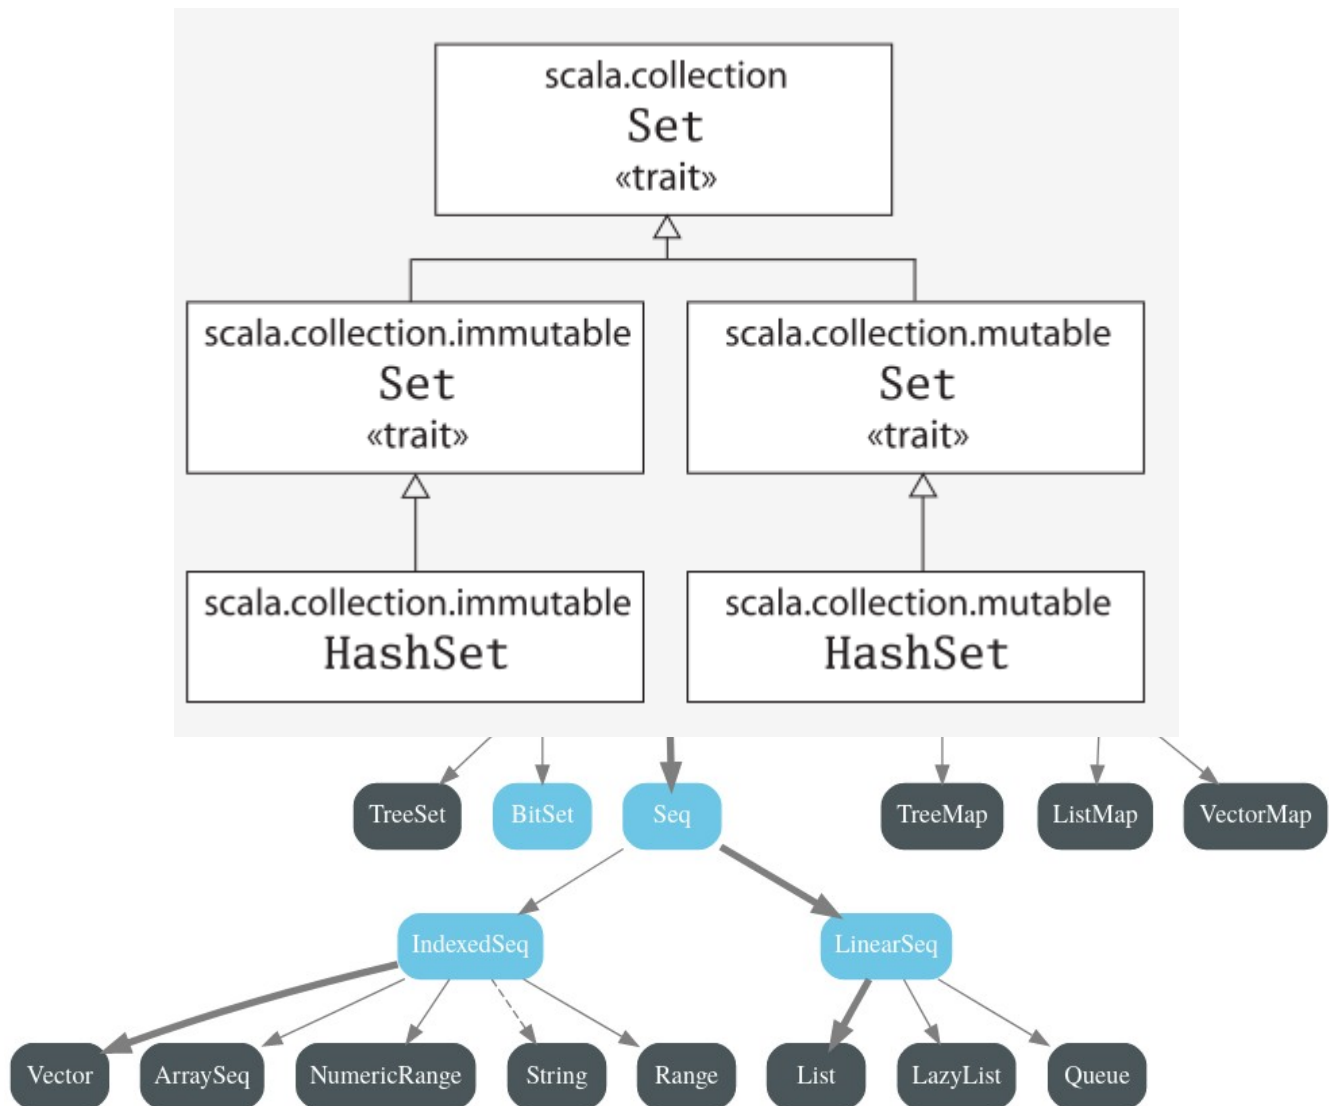 scala.collection
Set
«trait»
scala.collection.immutable
Set
«trait»
scala.collection.mutable
Set
«trait»
scala.collection.immutable
HashSet
scala.collection.mutable
HashSet
TreeSet
BitSet
Seq
TreeMap
ListMap
VectorMap
IndexedSeq
LinearSeq
Vector
ArraySeq
NumericRange
String
Range
List
LazyList
Queue